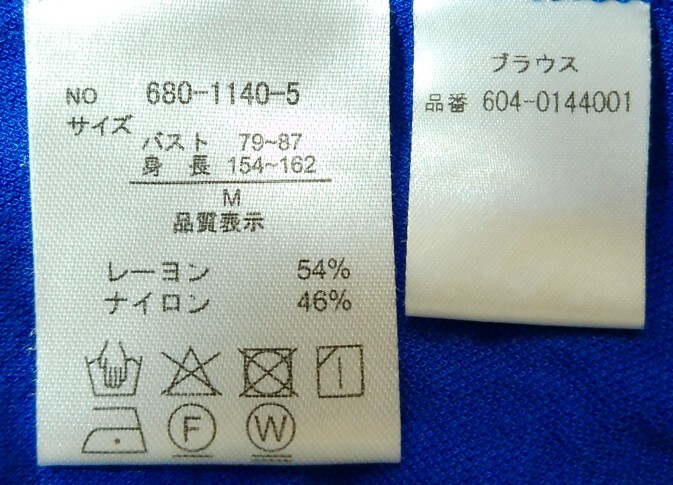 NO 680-1140-5
サイズ
バスト 79~87
身 長 154~162
M
品質表示
レーヨン 54%
ナイロン 46%
F W
ブラウス
品番 604-0144001